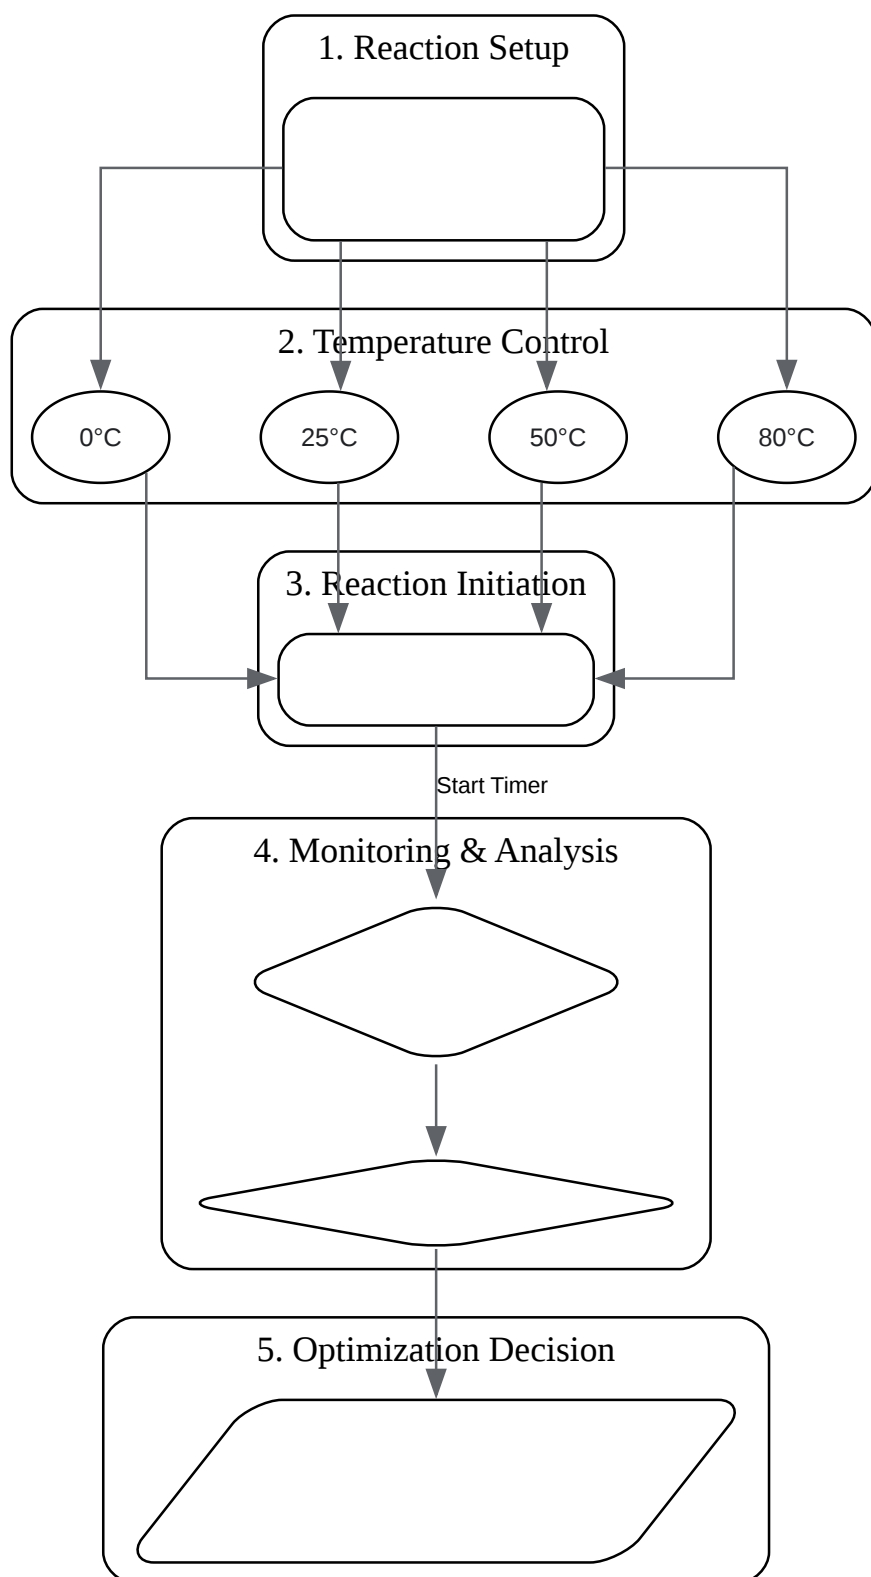 1. Reaction Setup
2. Temperature Control
0°C
25°C
50°C
80°C
3. Reaction Initiation
Start Timer
4. Monitoring & Analysis
5. Optimization Decision